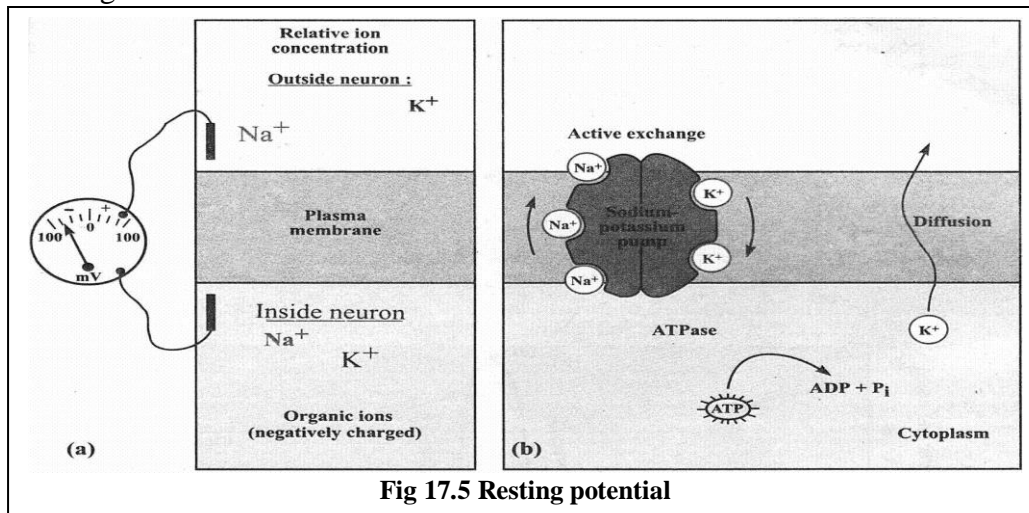 Relative ion
concentration
Outside neuron :
K+
Na+
Plasma
membrane
- 0 +
100 100
mV
Inside neuron
Na+
K+
Organic ions
(negatively charged)
(a)
Active exchange
Na+
K+
Sodium-
potassium
pump
Na+
K+
Na+
Diffusion
K+
ATPase
ATP
ADP + Pi
Cytoplasm
(b)
Fig 17.5 Resting potential